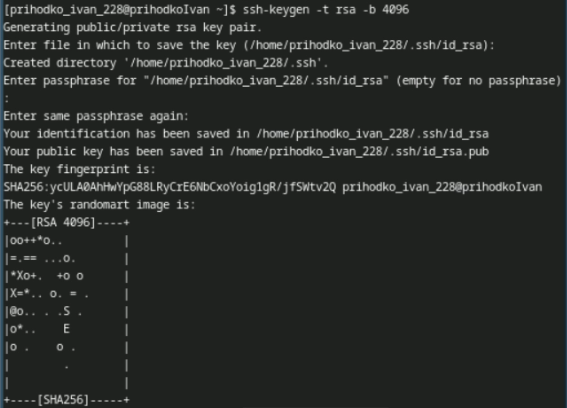 [prihodko_ivan_228@prihodkoIvan ~]$ ssh-keygen -t rsa -b 4096
Generating public/private rsa key pair.
Enter file in which to save the key (/home/prihodko_ivan_228/.ssh/id_rsa):
Created directory '/home/prihodko_ivan_228/.ssh'.
Enter passphrase for "/home/prihodko_ivan_228/.ssh/id_rsa" (empty for no passphrase)
:
Enter same passphrase again:
Your identification has been saved in /home/prihodko_ivan_228/.ssh/id_rsa
Your public key has been saved in /home/prihodko_ivan_228/.ssh/id_rsa.pub
The key fingerprint is:
SHA256:ycULA0AhHwYpG88LRyCrE6NbCxoYoig1gR/jfSWtv2Q prihodko_ivan_228@prihodkoIvan
The key's randomart image is:
+---[RSA 4096]----+
|oo++*o..         |
|=.== ...o.       |
|*Xo+.  +o o      |
|X=*.. o. = .     |
|@o.. . .S .      |
|o*..    E        |
|o .    o .       |
|        .        |
|                 |
+----[SHA256]-----+